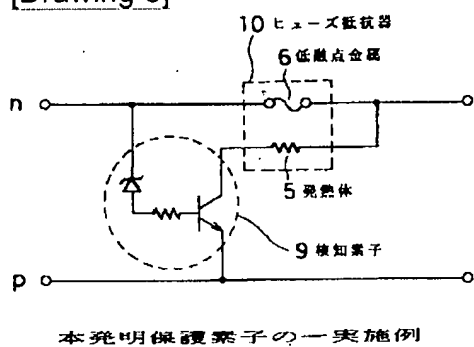 [Drawing 3]
10 ヒューズ抵抗器
6 低融点金属
n
5 発熱体
9 検知素子
p
本発明保護素子の一実施例